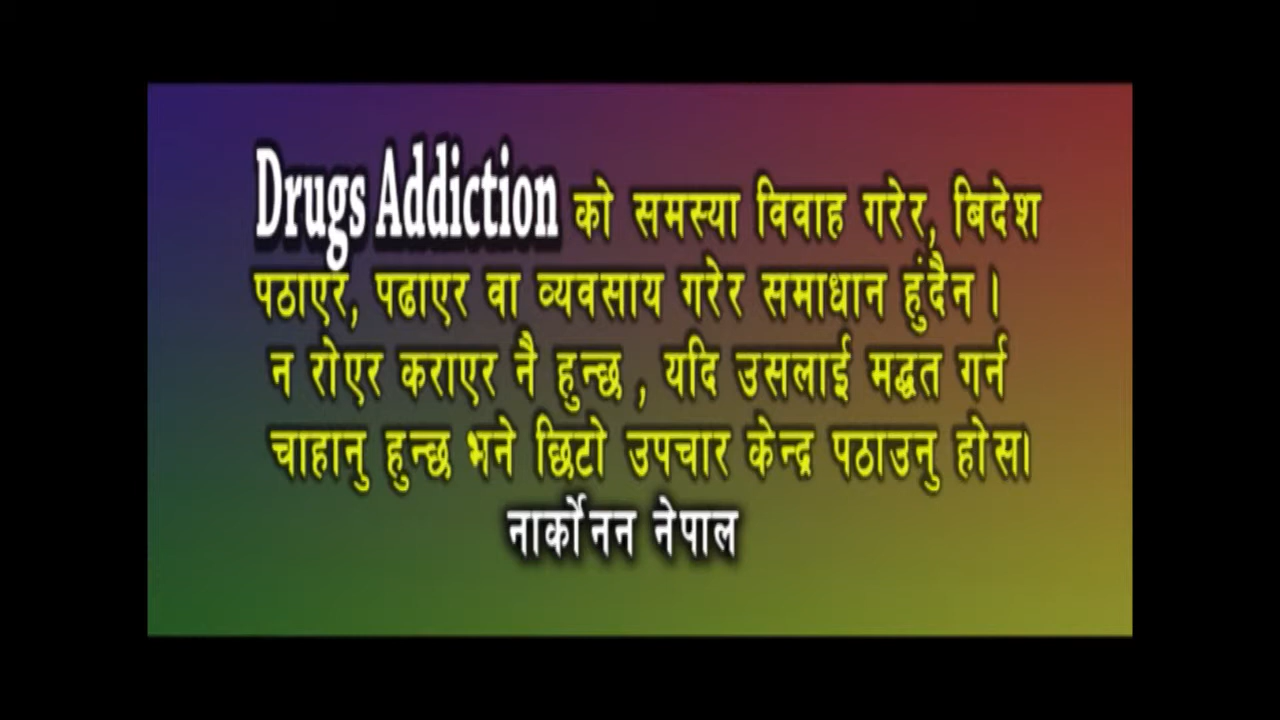 Drugs Addiction को समस्या विवाह गरेर, बिदेश
पठाएर, पढाएर वा व्यवसाय गरेर समाधान हुंदैन ।
न रोएर कराएर नै हुन्छ , यदि उसलाई मद्धत गर्न
चाहानु हुन्छ भने छिटो उपचार केन्द्र पठाउनु होस।
नार्कोनन नेपाल